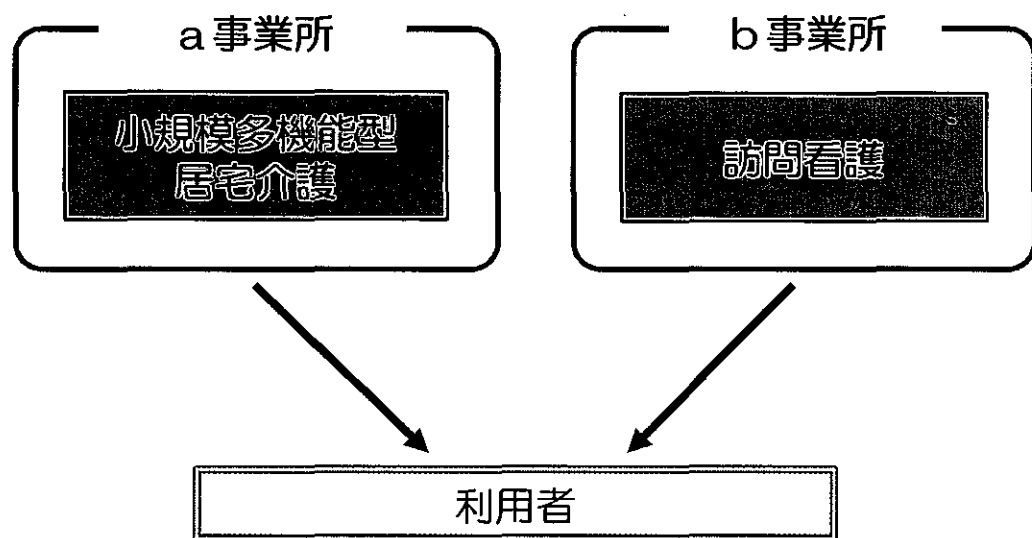 a事業所
小規模多機能型
居宅介護
b事業所
訪問看護
利用者